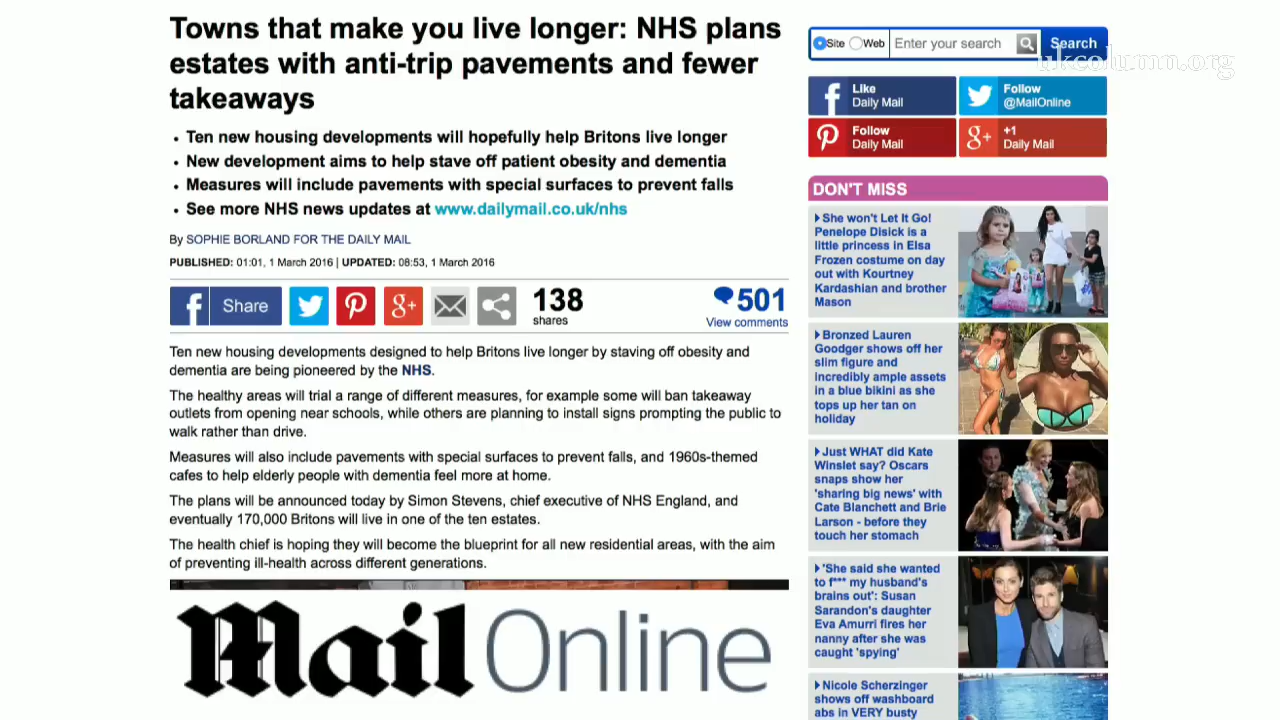 Towns that make you live longer: NHS plans
estates with anti-trip pavements and fewer
takeaways
• Ten new housing developments will hopefully help Britons live longer
• New development aims to help stave off patient obesity and dementia
• Measures will include pavements with special surfaces to prevent falls
• See more NHS news updates at www.dailymail.co.uk/nhs
By SOPHIE BORLAND FOR THE DAILY MAIL
PUBLISHED: 01:01, 1 March 2016 | UPDATED: 08:53, 1 March 2016
Share
138
shares
501
View comments
Ten new housing developments designed to help Britons live longer by staving off obesity and
dementia are being pioneered by the NHS.
The healthy areas will trial a range of different measures, for example some will ban takeaway
outlets from opening near schools, while others are planning to install signs prompting the public to
walk rather than drive.
Measures will also include pavements with special surfaces to prevent falls, and 1960s-themed
cafes to help elderly people with dementia feel more at home.
The plans will be announced today by Simon Stevens, chief executive of NHS England, and
eventually 170,000 Britons will live in one of the ten estates.
The health chief is hoping they will become the blueprint for all new residential areas, with the aim
of preventing ill-health across different generations.
Mail Online
Site Web Enter your search Search
ukcolumn.org
Like
Daily Mail
Follow
@MailOnline
Follow
Daily Mail
+1
Daily Mail
DON'T MISS
She won't Let It Go!
Penelope Disick is a
little princess in Elsa
Frozen costume on day
out with Kourtney
Kardashian and brother
Mason
Bronzed Lauren
Goodger shows off her
slim figure and
incredibly ample assets
in a blue bikini as she
tops up her tan on
holiday
Just WHAT did Kate
Winslet say? Oscars
snaps show her
'sharing big news' with
Cate Blanchett and Brie
Larson - before they
touch her stomach
'She said she wanted
to f*** my husband's
brains out': Susan
Sarandon's daughter
Eva Amurri fires her
nanny after she was
caught 'spying'
Nicole Scherzinger
shows off washboard
abs in VERY busty